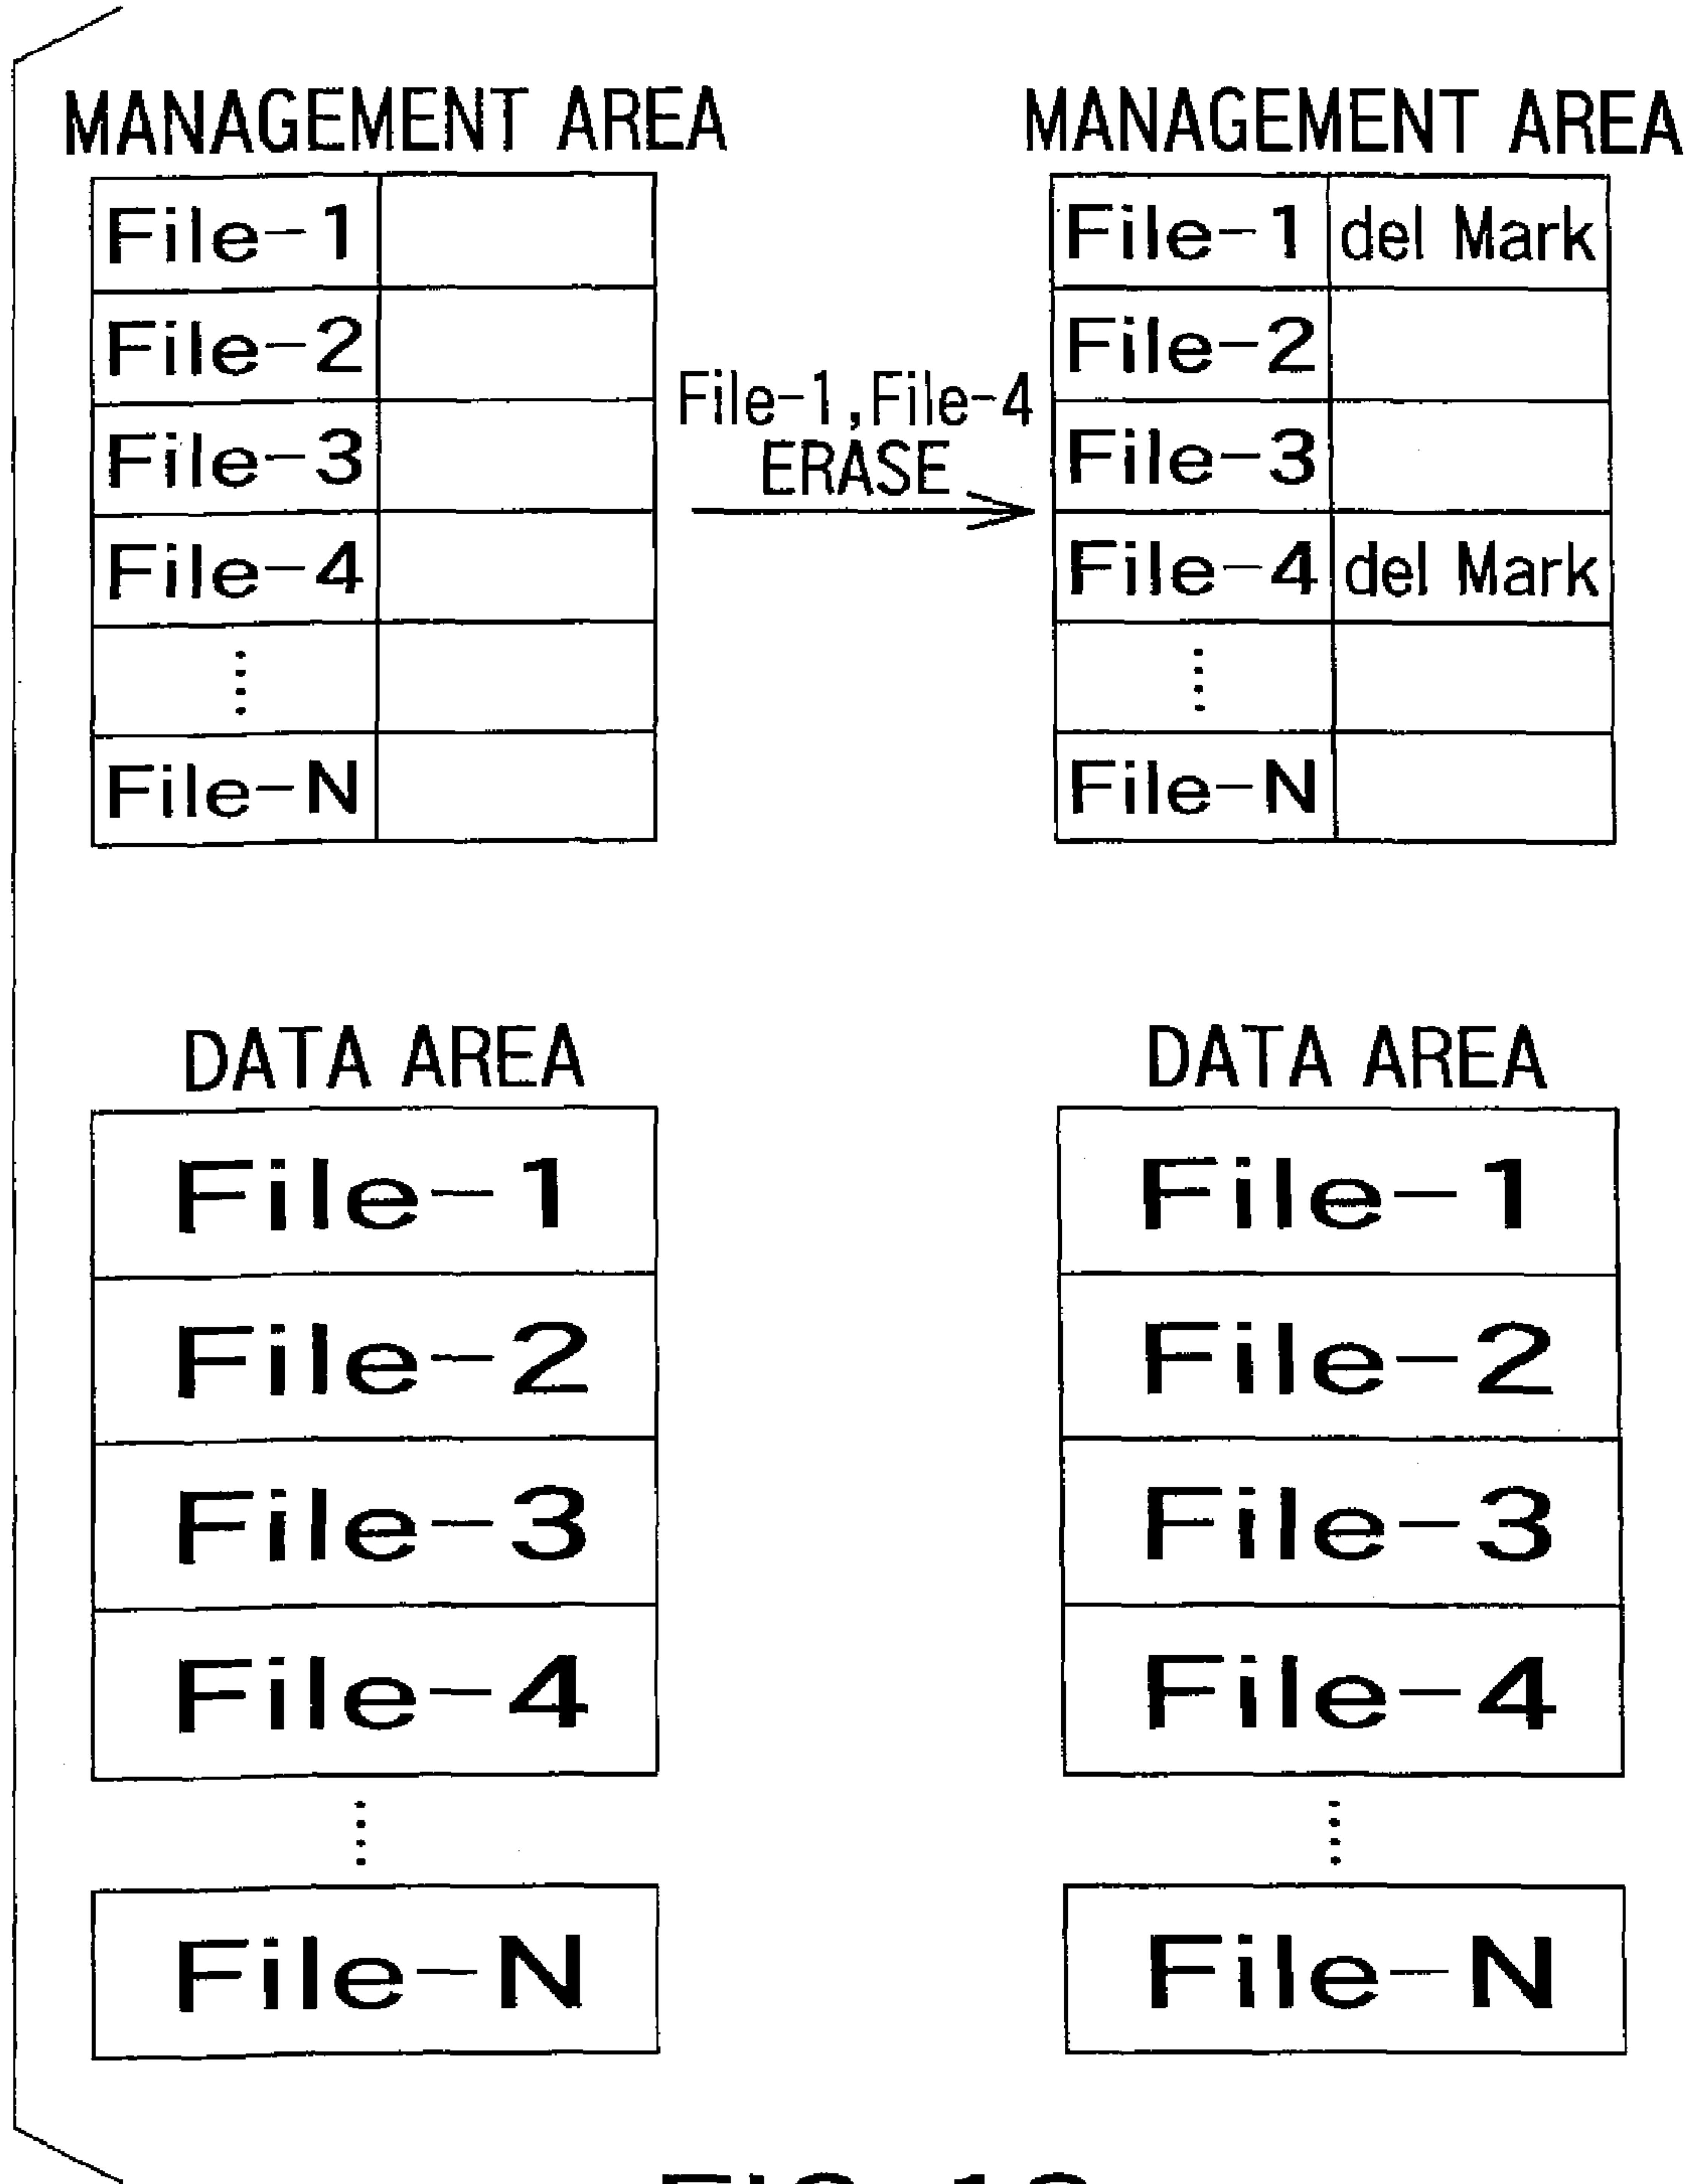 MANAGEMENT AREA
File-1
File-2
File-3
File-4
File-N
File-1,File-4
ERASE
MANAGEMENT AREA
File-1 del Mark
File-2
File-3
File-4 del Mark
File-N
DATA AREA
File-1
File-2
File-3
File-4
File-N
DATA AREA
File-1
File-2
File-3
File-4
File-N